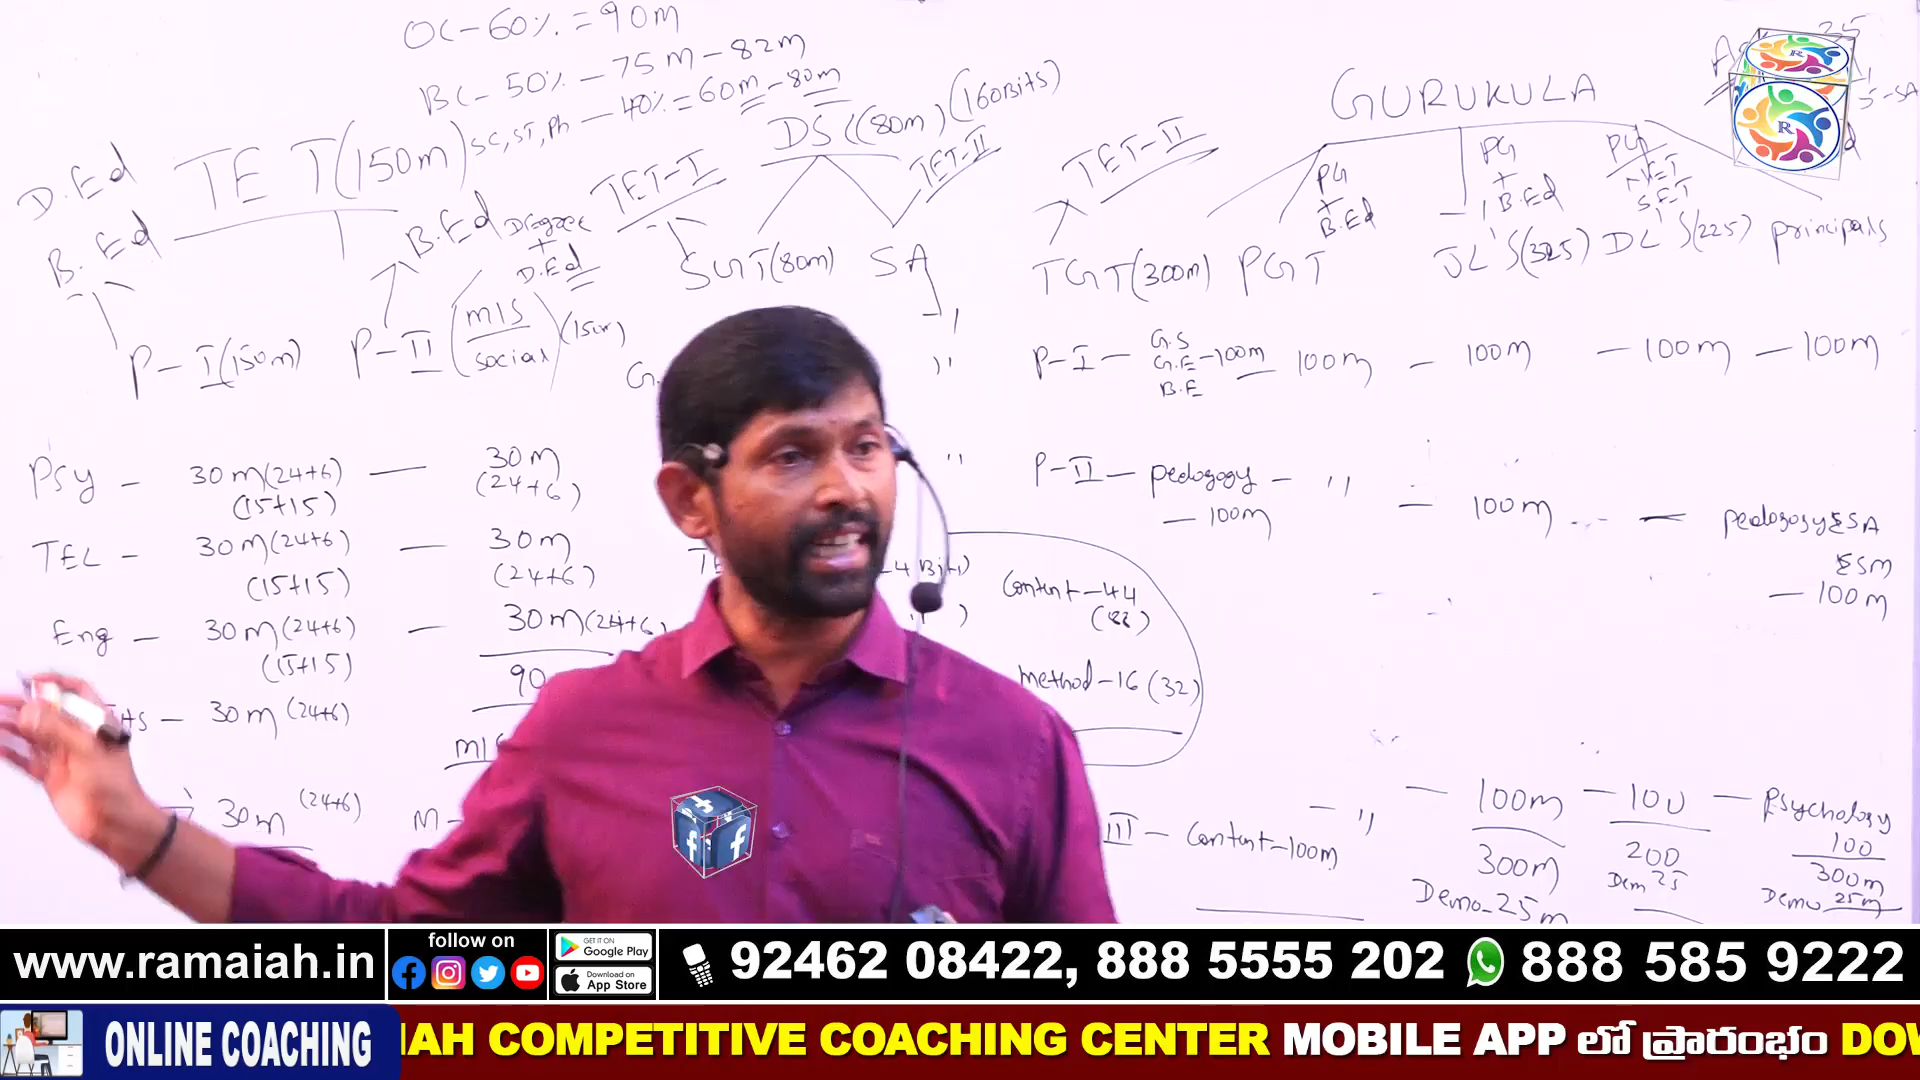 OC-60% = 90m
BC-50% - 75m-82m
SC,ST,Ph - 40% = 60m-80m
D.Ed
TET(150m)
B.Ed
B.Ed
Degree
+
D.Ed
P-I(150m)
P-II (M/S
social) (150m)
TET-I
DSC(80m)(160Bits)
TET-II
SGT(80m) SA
G.
"
"
TET-II
GURUKULA
PG
+
B.Ed
PG
+
B.Ed
PG
NET
SET
TGT(300m) PGT JL'S(325) DL'S(225) principals
P-I - G.S
G.E -100m 100m - 100m - 100m - 100m
B.E
P-II - pedogogy - " - 100m
- 100m
pedogogy & SA
& SM
- 100m
Psy - 30m(24+6) - 30m
(15+15) (24+6)
TEL - 30m(24+6) - 30m
(15+15) (24+6)
Eng - 30m(24+6) - 30m(24+6)
(15+15) 90
30m(24+6)
30m(24+6)
M-
Content-44
(88)
method-16(32)
III - Content-100m - " - 100m - 100 - psychology
300m 200 100
Demo-25m Dem 25 300m
Demo 25m
R
R
f
f
www.ramaiah.in
follow on
GET IT ON
Google Play
Download on
App Store
92462 08422, 888 5555 202
888 585 9222
ONLINE COACHING
IAH COMPETITIVE COACHING CENTER MOBILE APP లో ప్రారంభం DOW